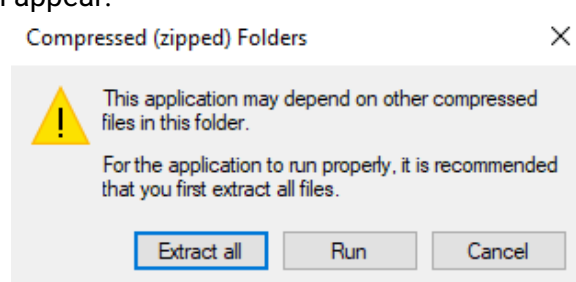 appear:
Compressed (zipped) Folders
This application may depend on other compressed
files in this folder.
For the application to run properly, it is recommended
that you first extract all files.
Extract all Run Cancel